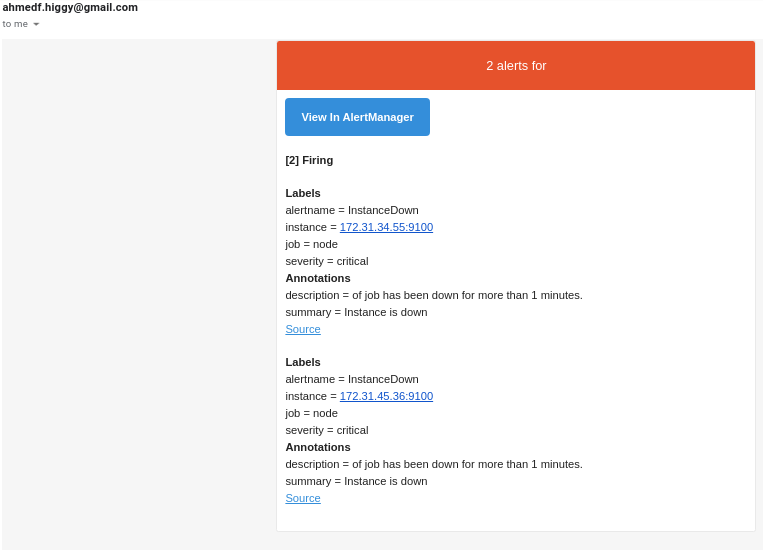 ahmedf.higgy@gmail.com
to me
2 alerts for
View In AlertManager
[2] Firing
Labels
alertname = InstanceDown
instance = 172.31.34.55:9100
job = node
severity = critical
Annotations
description = of job has been down for more than 1 minutes.
summary = Instance is down
Source
Labels
alertname = InstanceDown
instance = 172.31.45.36:9100
job = node
severity = critical
Annotations
description = of job has been down for more than 1 minutes.
summary = Instance is down
Source